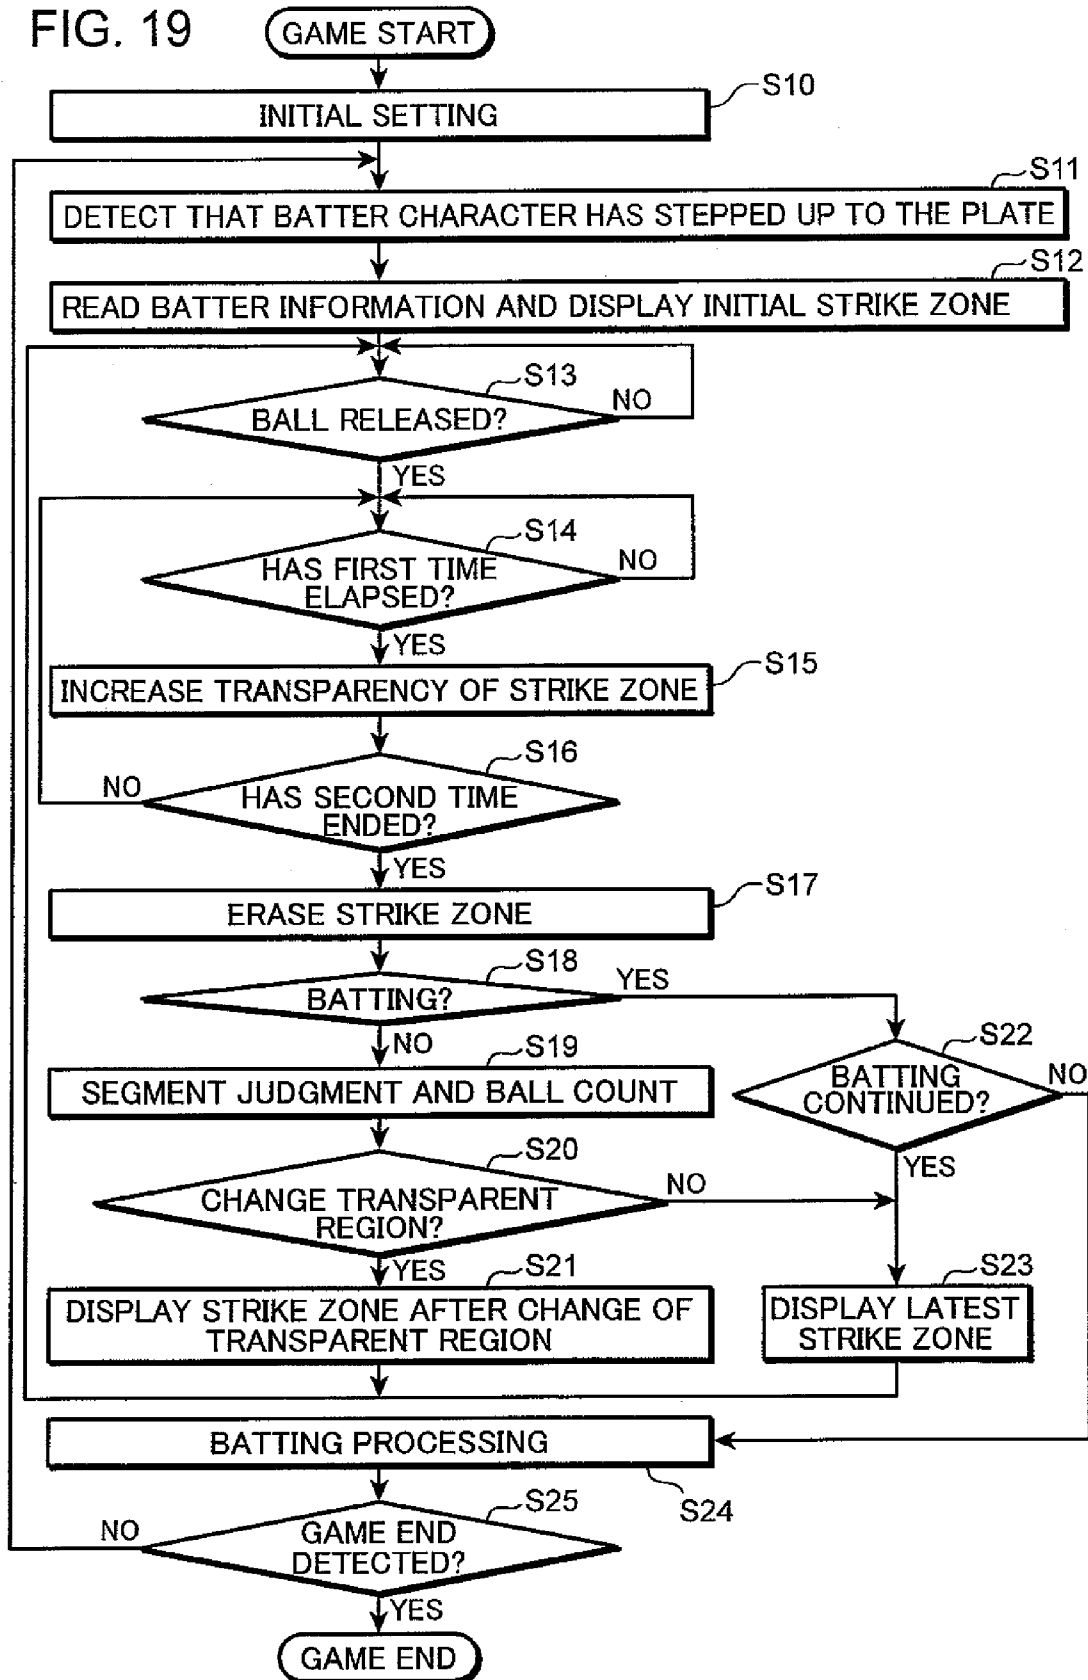 FIG. 19
GAME START
S10
INITIAL SETTING
S11
DETECT THAT BATTER CHARACTER HAS STEPPED UP TO THE PLATE
S12
READ BATTER INFORMATION AND DISPLAY INITIAL STRIKE ZONE
S13
BALL RELEASED?
NO
YES
S14
HAS FIRST TIME
ELAPSED?
NO
YES
S15
INCREASE TRANSPARENCY OF STRIKE ZONE
S16
NO
HAS SECOND TIME
ENDED?
YES
S17
ERASE STRIKE ZONE
S18
YES
BATTING?
NO
S19
SEGMENT JUDGMENT AND BALL COUNT
S22
BATTING
CONTINUED?
NO
YES
S20
CHANGE TRANSPARENT
REGION?
NO
YES
S21
DISPLAY STRIKE ZONE AFTER CHANGE OF
TRANSPARENT REGION
S23
DISPLAY LATEST
STRIKE ZONE
BATTING PROCESSING
S24
S25
NO
GAME END
DETECTED?
YES
GAME END